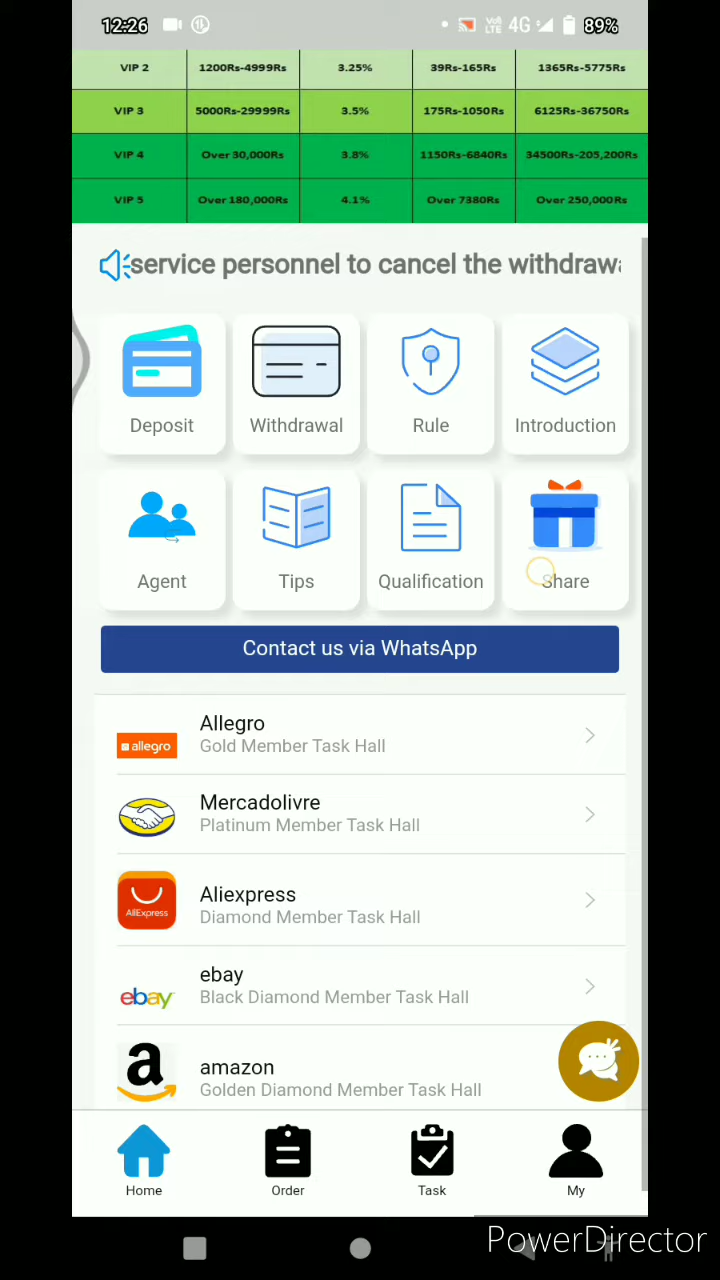 12:26 4G 89%
VIP 2 1200Rs-4999Rs 3.25% 39Rs-165Rs 1365Rs-5775Rs
VIP 3 5000Rs-29999Rs 3.5% 175Rs-1050Rs 6125Rs-36750Rs
VIP 4 Over 30,000Rs 3.8% 1150Rs-6840Rs 34500Rs-205,200Rs
VIP 5 Over 180,000Rs 4.1% Over 7380Rs Over 250,000Rs
service personnel to cancel the withdrawa
Deposit Withdrawal Rule Introduction
Agent Tips Qualification Share
Contact us via WhatsApp
Allegro
allegro Gold Member Task Hall
Mercadolivre
Platinum Member Task Hall
Aliexpress
AliExpress Diamond Member Task Hall
ebay
ebay Black Diamond Member Task Hall
a amazon
Golden Diamond Member Task Hall
Home Order Task My
PowerDirector